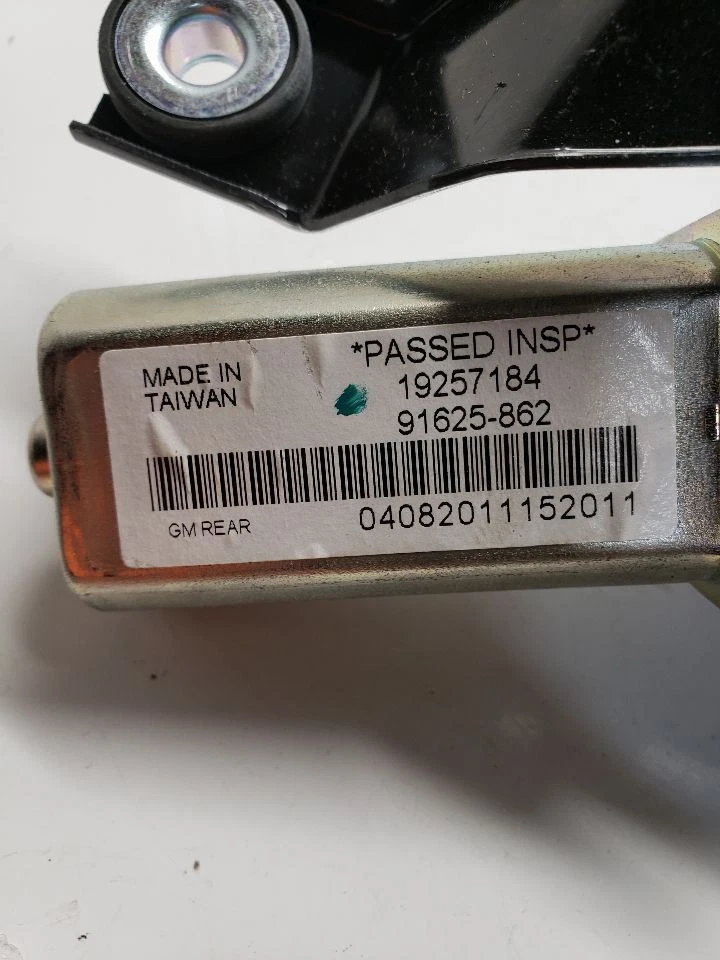 MADE IN
TAIWAN
*PASSED INSP*
19257184
91625-862
GM REAR
04082011152011